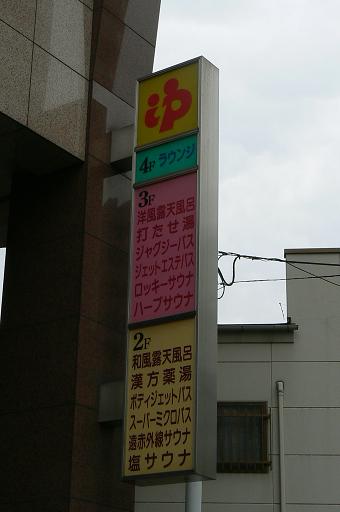 ゆ
4F ラウンジ
3F
洋風露天風呂
打たせ湯
ジャグジーバス
ジェットエステバス
ロッキーサウナ
ハーブサウナ
2F
和風露天風呂
漢方薬湯
ボディジェットバス
スーパーミクロバス
遠赤外線サウナ
塩サウナ